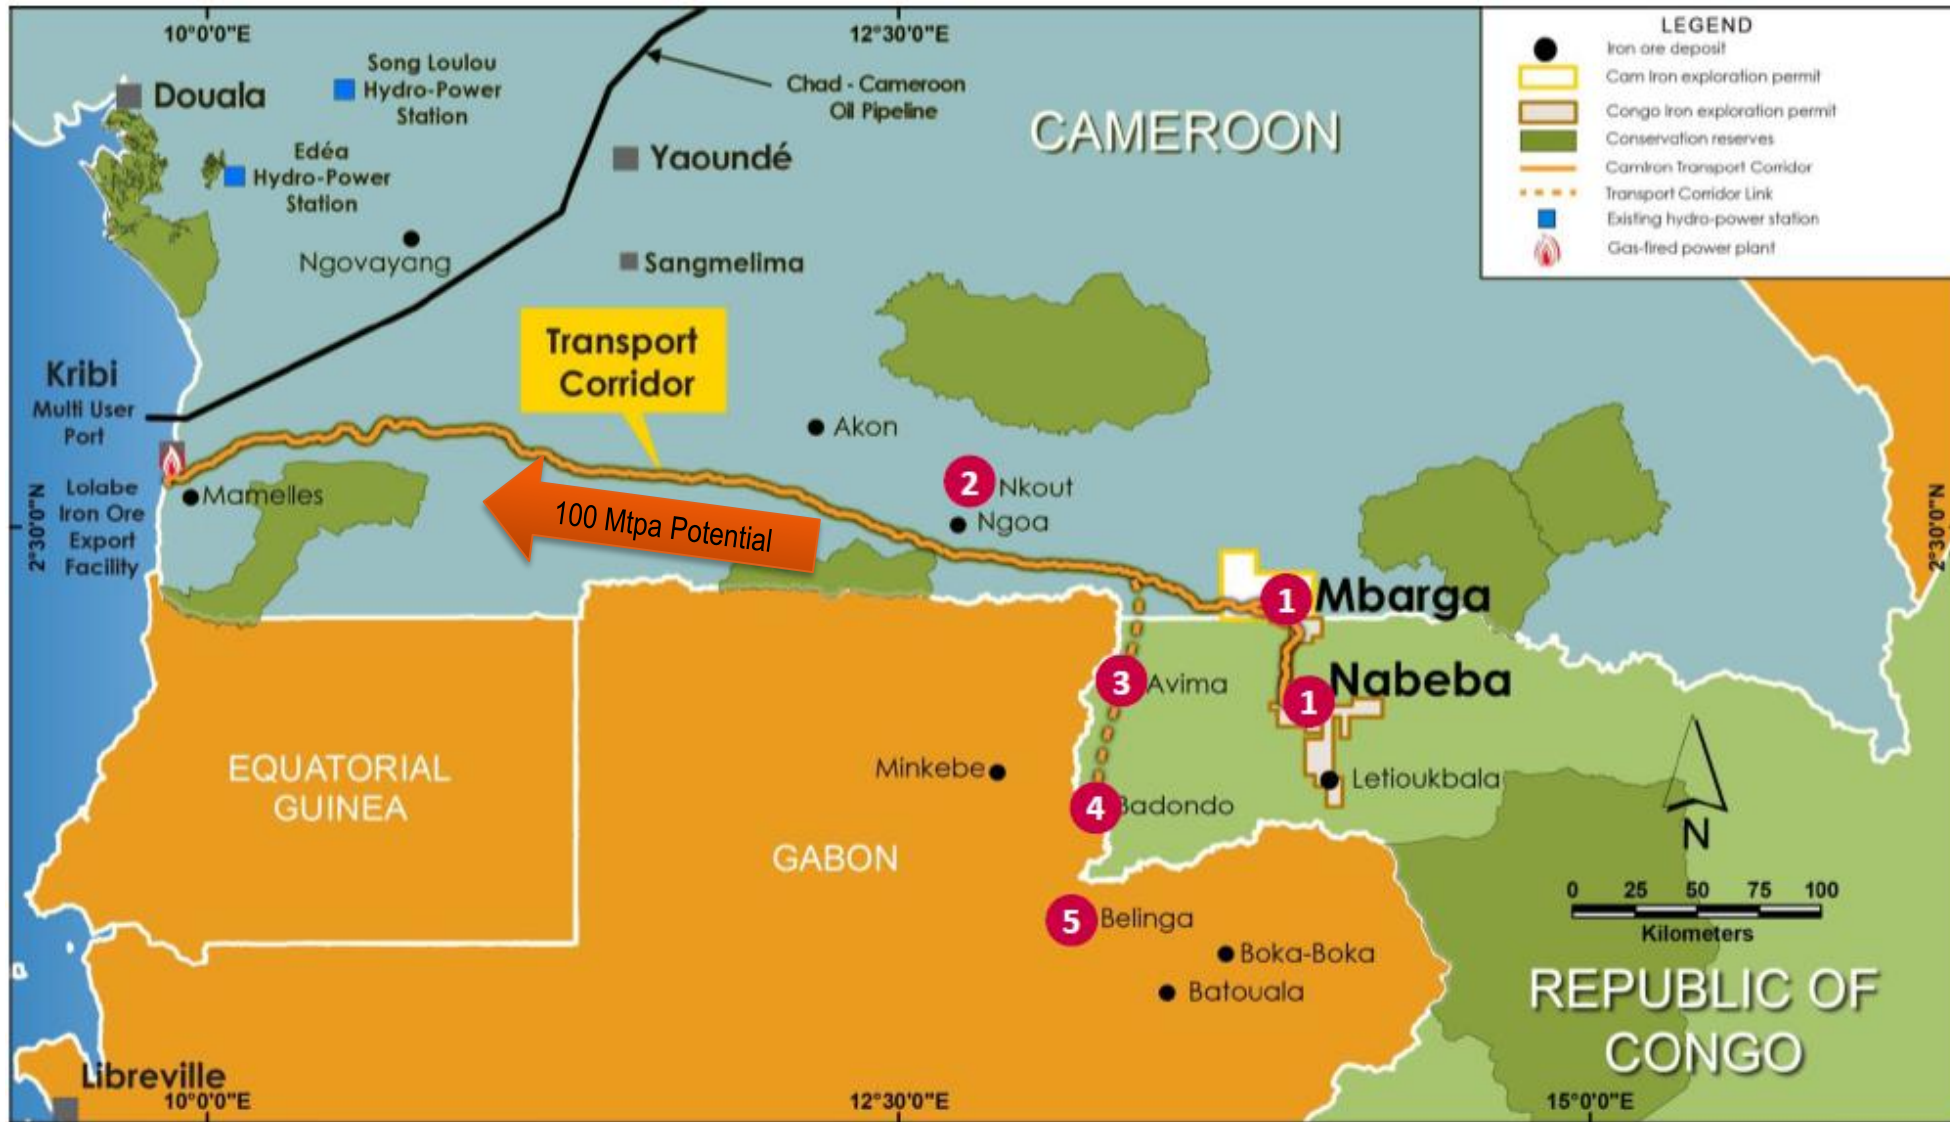 10°0'0"E
12°30'0"E
LEGEND
Iron ore deposit
Cam Iron exploration permit
Congo Iron exploration permit
Conservation reserves
CamIron Transport Corridor
Transport Corridor Link
Existing hydro-power station
Gas-fired power plant
Douala
Song Loulou
Hydro-Power
Station
Chad - Cameroon
Oil Pipeline
CAMEROON
Edéa
Hydro-Power
Station
Yaoundé
Ngovayang
Sangmelima
Transport
Corridor
Kribi
Multi User
Port
Akon
2
Nkout
Ngoa
Mamelles
Lolabe
Iron Ore
Export
Facility
2°30'0"N
2°30'0"N
100 Mtpa Potential
1
Mbarga
3
Avima
1
Nabeba
Minkebe
4
Badondo
Letioukbala
EQUATORIAL
GUINEA
GABON
N
5
Belinga
Boka-Boka
Batouala
0 25 50 75 100
Kilometers
REPUBLIC OF
CONGO
Libreville
10°0'0"E
12°30'0"E
15°0'0"E